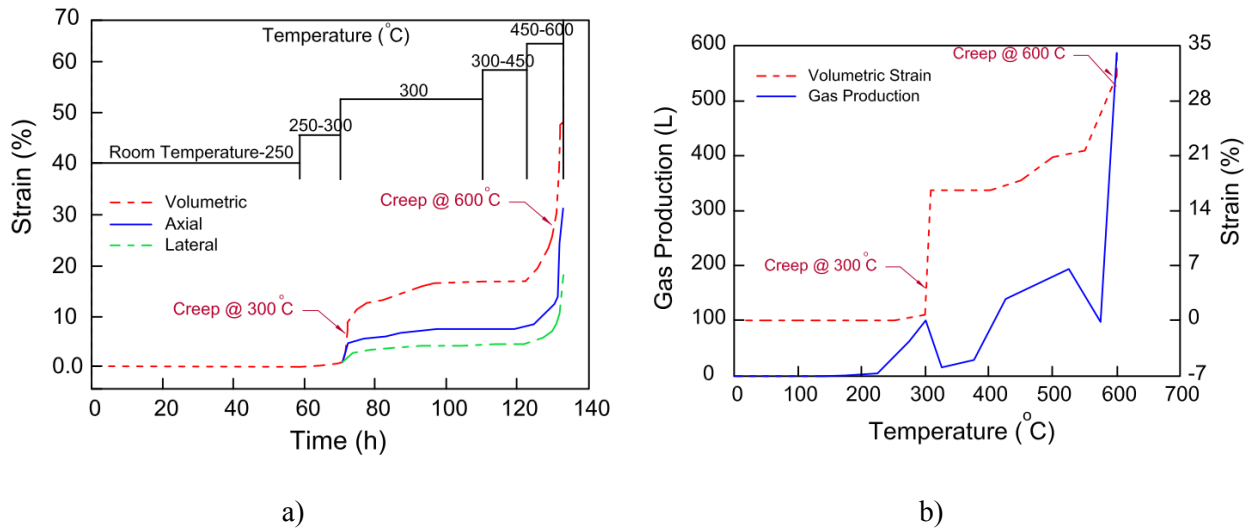 Temperature (°C)
450-600
300-450
300
250-300
Room Temperature-250
Volumetric
Axial
Lateral
Creep @ 600°C
Creep @ 300°C
Strain (%)
70
60
50
40
30
20
10
0.0
0 20 40 60 80 100 120 140
Time (h)
a)
Volumetric Strain
Gas Production
Creep @ 600 C
Creep @ 300°C
Gas Production (L)
600
500
400
300
200
100
0
Strain (%)
35
28
21
14
7
0
-7
0 100 200 300 400 500 600 700
Temperature (°C)
b)